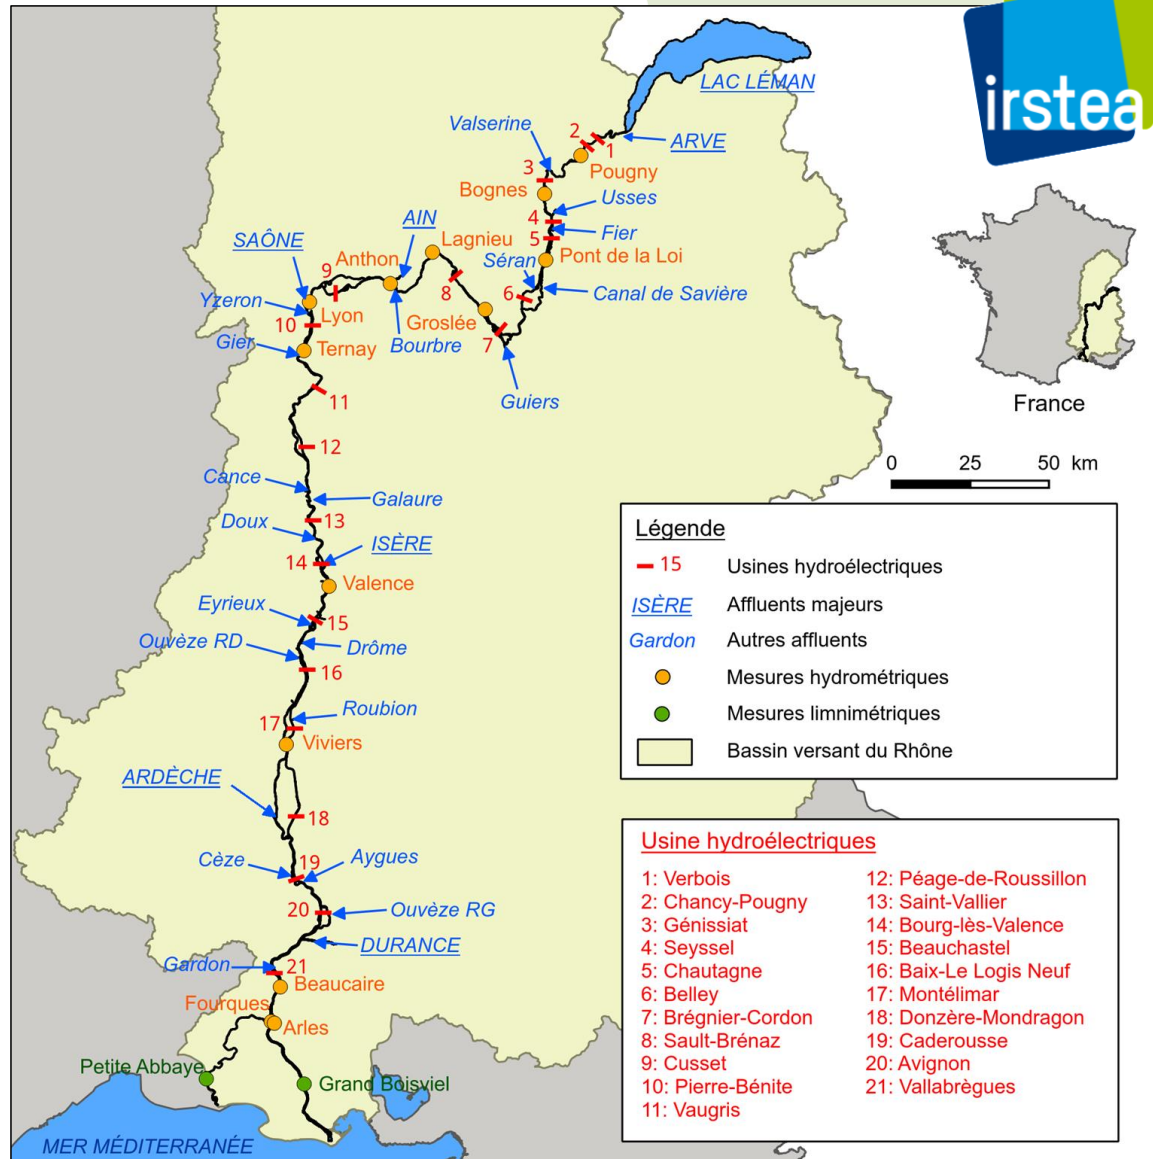 irstea
LAC LÉMAN
Valserine
2
1
ARVE
3
Pougny
Bognes
Usses
4
Fier
5
AIN
Lagnieu
SAÔNE
Anthon
Séran
Pont de la Loi
9
8
6
Canal de Savière
Yzeron
Lyon
Groslée
10
Gier
Ternay
Bourbre
7
11
Guiers
France
12
0 25 50 km
Cance
Galaure
Doux
13
ISÈRE
14
Valence
Eyrieux
15
Ouvèze RD
Drôme
16
Roubion
17
Viviers
ARDÈCHE
18
Cèze
19
Aygues
20
Ouvèze RG
DURANCE
Gardon
21
Beaucaire
Fourques
Arles
Petite Abbaye
Grand Boisviel
MER MÉDITERRANÉE
Légende
15 Usines hydroélectriques
ISÈRE Affluents majeurs
Gardon Autres affluents
Mesures hydrométriques
Mesures limnimétriques
Bassin versant du Rhône
Usine hydroélectriques
1: Verbois
2: Chancy-Pougny
3: Génissiat
4: Seyssel
5: Chautagne
6: Belley
7: Brégnier-Cordon
8: Sault-Brénaz
9: Cusset
10: Pierre-Bénite
11: Vaugris
12: Péage-de-Roussillon
13: Saint-Vallier
14: Bourg-lès-Valence
15: Beauchastel
16: Baix-Le Logis Neuf
17: Montélimar
18: Donzère-Mondragon
19: Caderousse
20: Avignon
21: Vallabrègues